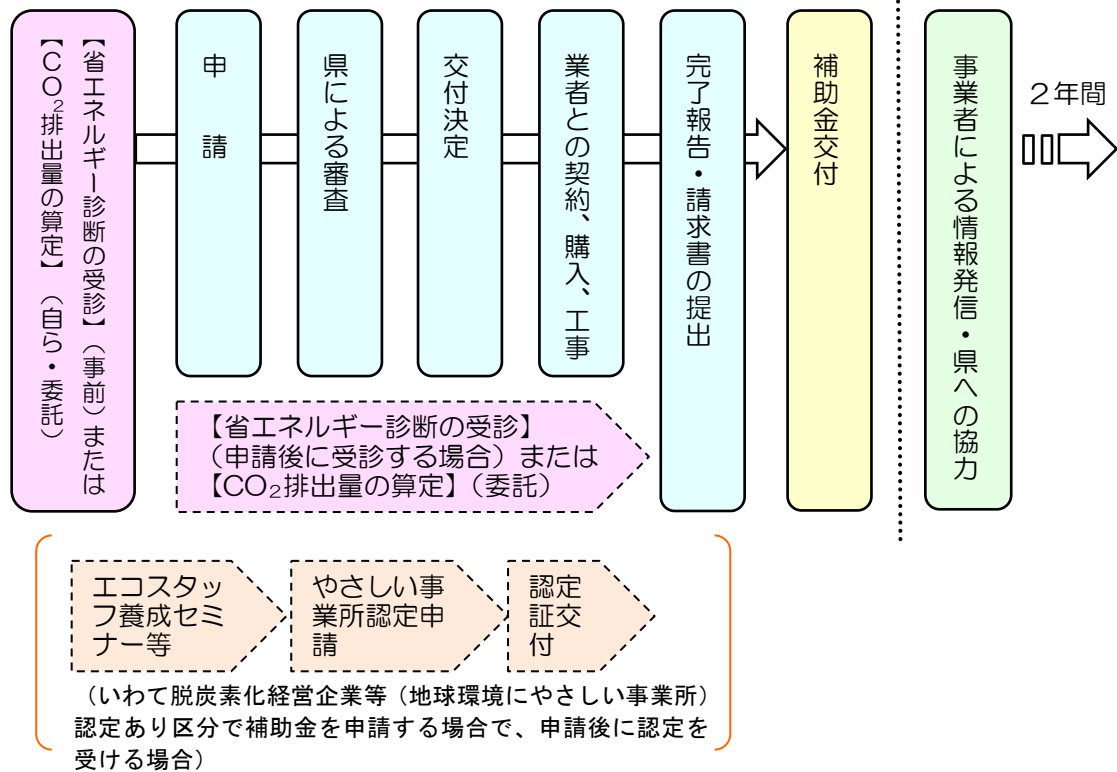 【省エネルギー診断の受診】（事前）または
【CO₂排出量の算定】（自ら・委託）
申　請
県による審査
交付決定
業者との契約、購入、工事
完了報告・請求書の提出
補助金交付
事業者による情報発信・県への協力
２年間
【省エネルギー診断の受診】
（申請後に受診する場合）または
【CO₂排出量の算定】（委託）
エコスタッ
フ養成セミ
ナー等
やさしい事
業所認定申
請
認定
証交
付
（いわて脱炭素化経営企業等（地球環境にやさしい事業所）
認定あり区分で補助金を申請する場合で、申請後に認定を
受ける場合）